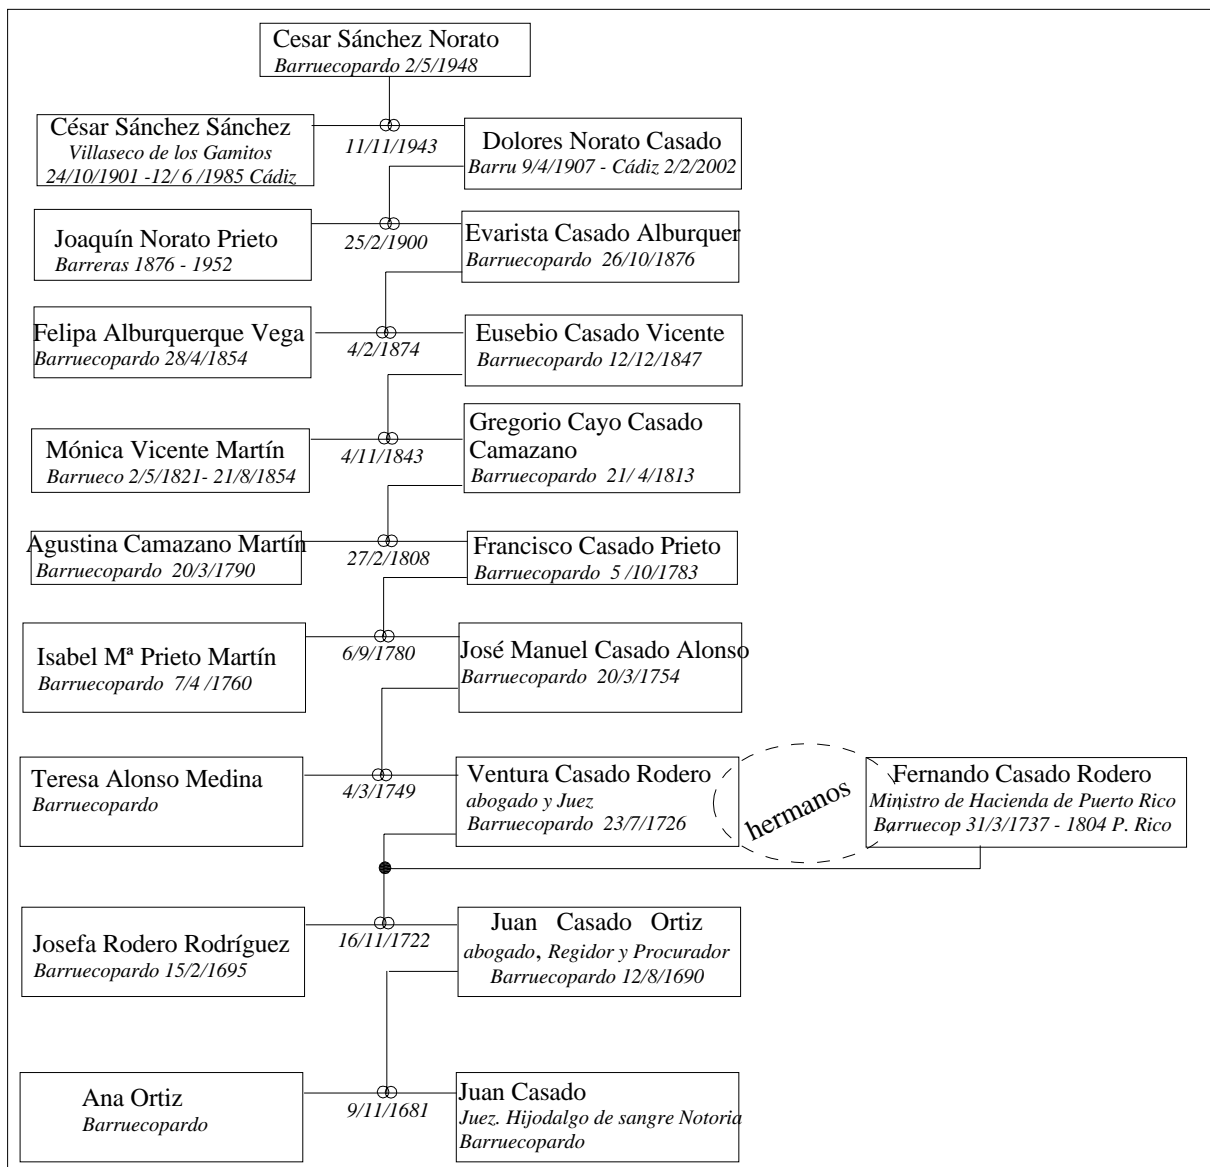 Cesar Sánchez Norato
Barruecopardo 2/5/1948
César Sánchez Sánchez
Villaseco de los Gamitos
24/10/1901 -12/ 6 /1985 Cádiz
11/11/1943
Dolores Norato Casado
Barru 9/4/1907 - Cádiz 2/2/2002
Joaquín Norato Prieto
Barreras 1876 - 1952
25/2/1900
Evarista Casado Alburquer
Barruecopardo 26/10/1876
Felipa Alburquerque Vega
Barruecopardo 28/4/1854
4/2/1874
Eusebio Casado Vicente
Barruecopardo 12/12/1847
Mónica Vicente Martín
Barrueco 2/5/1821- 21/8/1854
4/11/1843
Gregorio Cayo Casado
Camazano
Barruecopardo 21/ 4/1813
Agustina Camazano Martín
Barruecopardo 20/3/1790
27/2/1808
Francisco Casado Prieto
Barruecopardo 5 /10/1783
Isabel Mª Prieto Martín
Barruecopardo 7/4 /1760
6/9/1780
José Manuel Casado Alonso
Barruecopardo 20/3/1754
Teresa Alonso Medina
Barruecopardo
4/3/1749
Ventura Casado Rodero
abogado y Juez
Barruecopardo 23/7/1726
hermanos
Fernando Casado Rodero
Ministro de Hacienda de Puerto Rico
Barruecop 31/3/1737 - 1804 P. Rico
Josefa Rodero Rodríguez
Barruecopardo 15/2/1695
16/11/1722
Juan Casado Ortiz
abogado, Regidor y Procurador
Barruecopardo 12/8/1690
Ana Ortiz
Barruecopardo
9/11/1681
Juan Casado
Juez. Hijodalgo de sangre Notoria
Barruecopardo